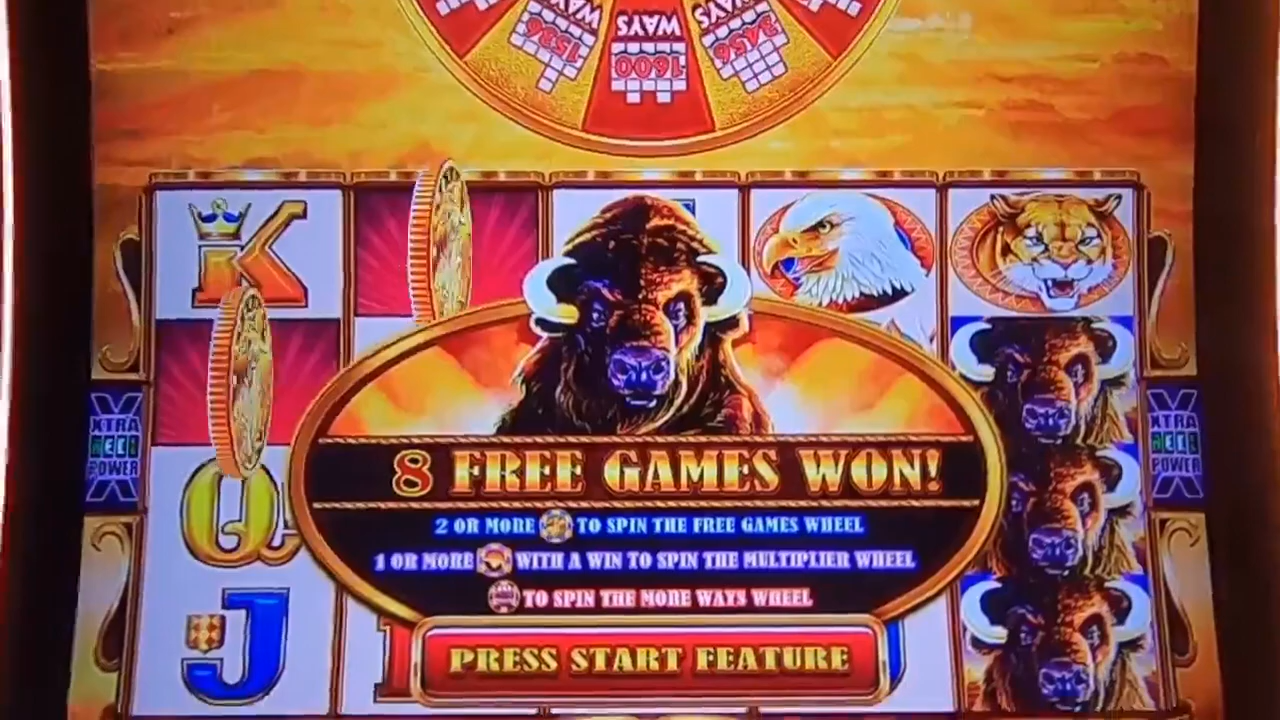 1536 WAYS
1600 WAYS
3456 WAYS
K
XTRA
REEL
POWER
XTRA
REEL
POWER
8 FREE GAMES WON!
Q
2 OR MORE TO SPIN THE FREE GAMES WHEEL
1 OR MORE WITH A WIN TO SPIN THE MULTIPLIER WHEEL
TO SPIN THE MORE WAYS WHEEL
J
PRESS START FEATURE